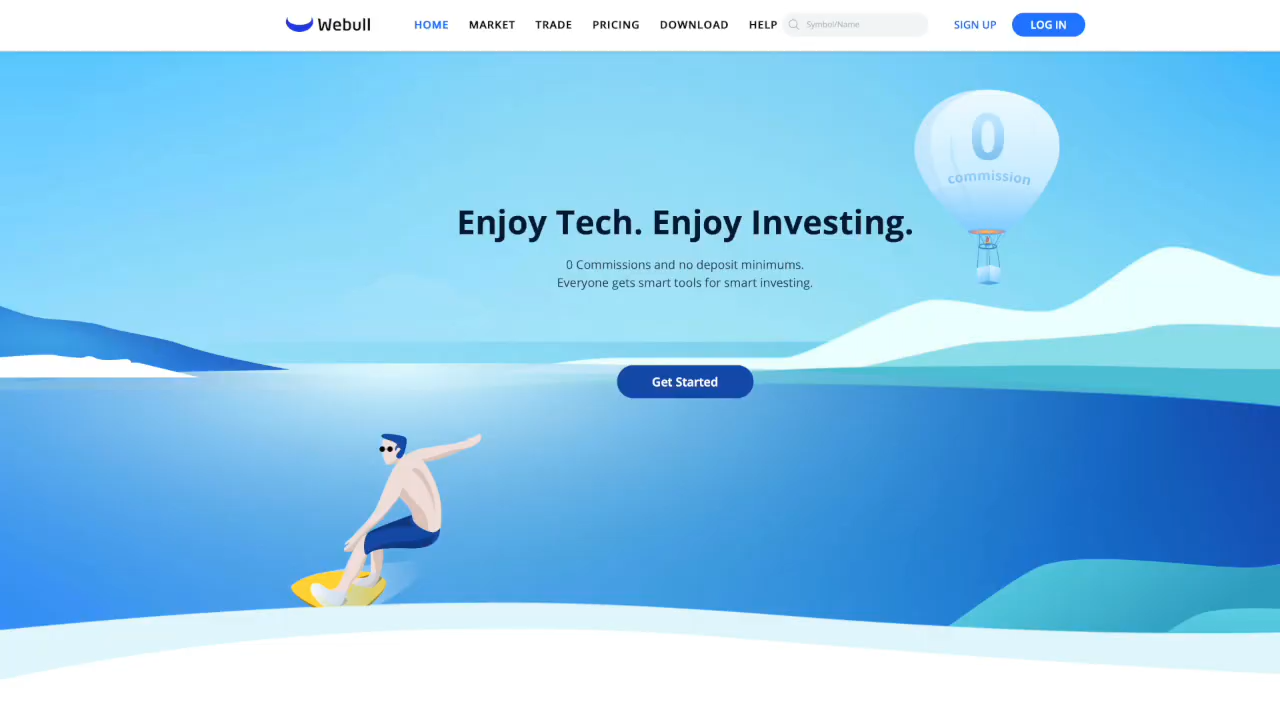 Webull HOME MARKET TRADE PRICING DOWNLOAD HELP Symbol/Name SIGN UP LOG IN
0
commission
Enjoy Tech. Enjoy Investing.
0 Commissions and no deposit minimums.
Everyone gets smart tools for smart investing.
Get Started